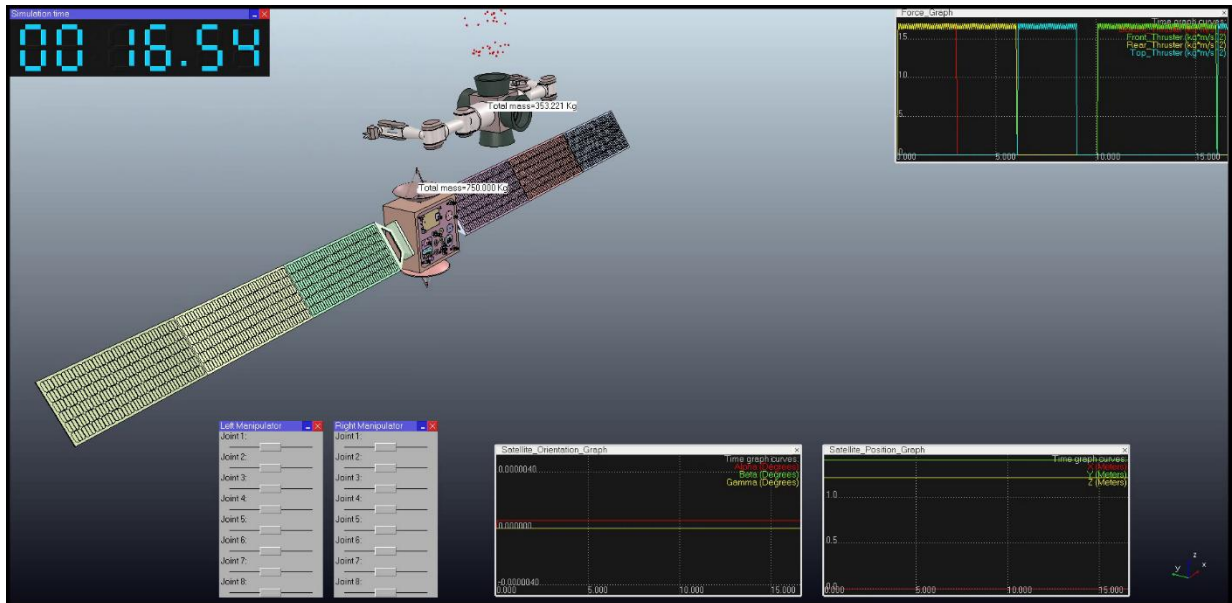 Simulation time
00 16.54
Total mass=353.221 Kg
Total mass=750.000 Kg
Force_Graph
Time graph curves:
Front_Thruster (kg*m/s^2)
Rear_Thruster (kg*m/s^2)
Top_Thruster (kg*m/s^2)
15
10
5
0
0.000 5.000 10.000 15.000
Left Manipulator
Joint 1:
Joint 2:
Joint 3:
Joint 4:
Joint 5:
Joint 6:
Joint 7:
Joint 8:
Right Manipulator
Joint 1:
Joint 2:
Joint 3:
Joint 4:
Joint 5:
Joint 6:
Joint 7:
Joint 8:
Satellite_Orientation_Graph
Time graph curves:
Alpha (Degrees)
Beta (Degrees)
Gamma (Degrees)
0.0000040
0.000000
-0.0000040
0.000 5.000 10.000 15.000
Satellite_Position_Graph
Time graph curves:
X (Meters)
Y (Meters)
Z (Meters)
1.0
0.5
0.0
0.000 5.000 10.000 15.000
z
y x